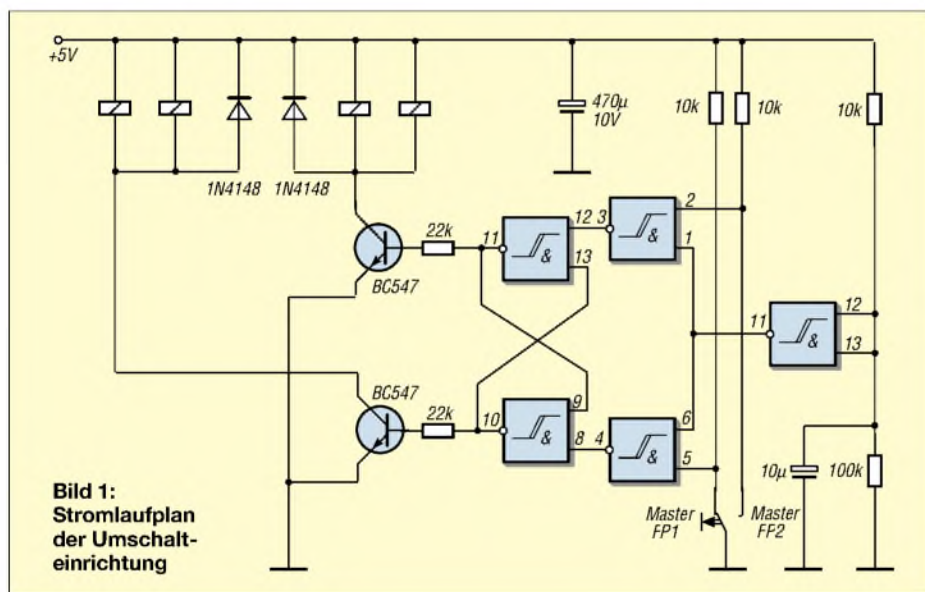 +5V
470µ
10V
10k
10k
10k
1N4148
1N4148
22k
11
12
3
2
13
1
BC547
11
12
13
BC547
22k
10
9
6
8
4
5
10µ
100k
Master
FP1
Master
FP2
Bild 1:
Stromlaufplan
der Umschalt-
einrichtung
&
&
&
&
&